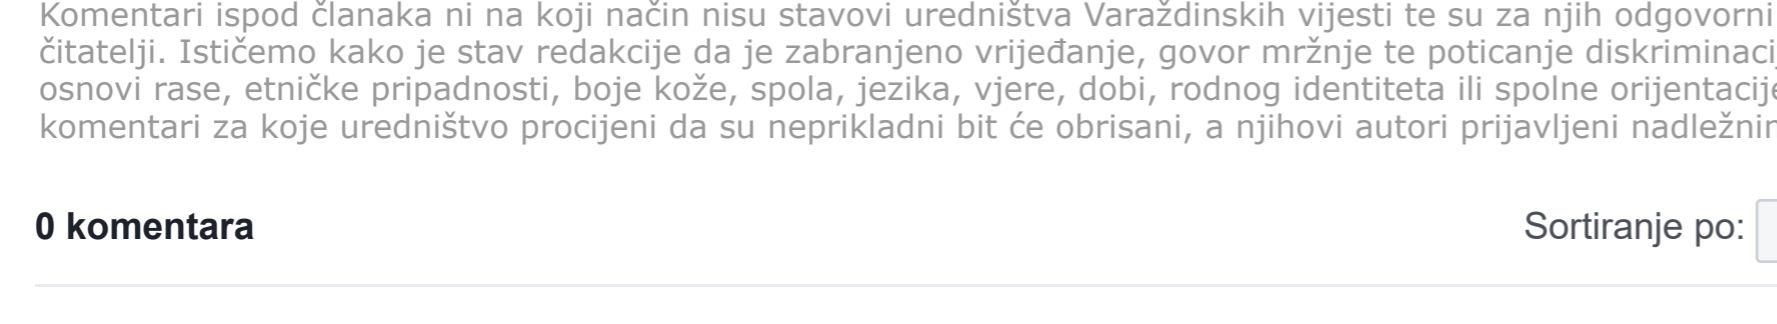 Komentari ispod članaka ni na koji način nisu stavovi uredništva Varaždinskih vijesti te su za njih odgovorni
čitatelji. Ističemo kako je stav redakcije da je zabranjeno vrijeđanje, govor mržnje te poticanje
osnovi rase, etničke pripadnosti, boje kože, spola, jezika, vjere, dobi, rodnog identiteta ili spolne
komentari za koje uredništvo procijeni da su neprikladni bit će obrisani, a njihovi autori prijavljeni
0 komentara
Sortiranje po: